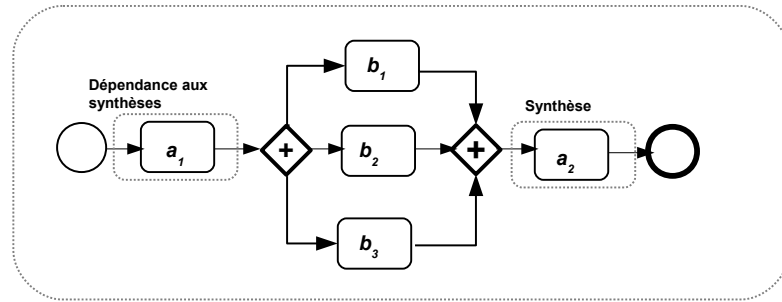 Dépendance aux
synthèses
a1
+
b1
b2
b3
+
Synthèse
a2